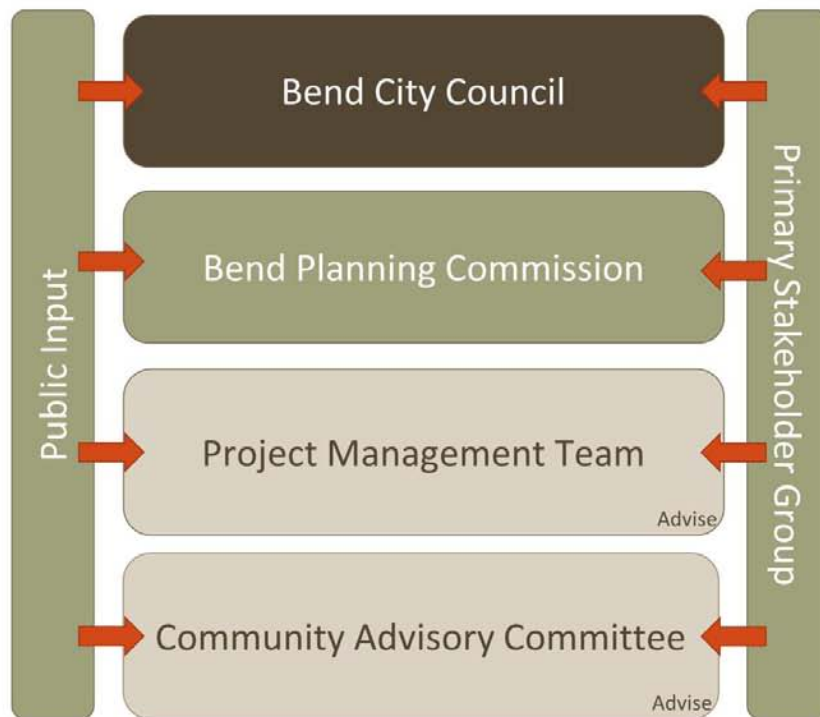 Bend City Council
Bend Planning Commission
Public Input
Primary Stakeholder Group
Project Management Team
Advise
Community Advisory Committee
Advise